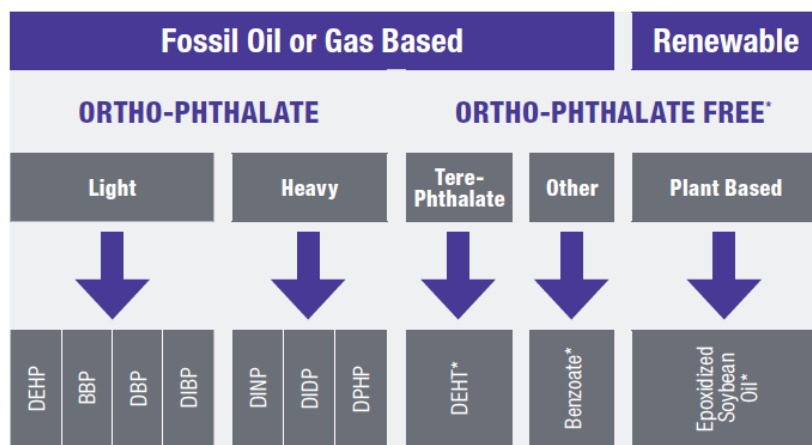 Fossil Oil or Gas Based
Renewable
ORTHO-PHTHALATE
ORTHO-PHTHALATE FREE*
Light
Heavy
Tere-
Phthalate
Other
Plant Based
DEHP
BBP
DBP
DIBP
DINP
DIDP
DPHP
DEHT*
Benzoate*
Epoxidized
Soybean
Oil*